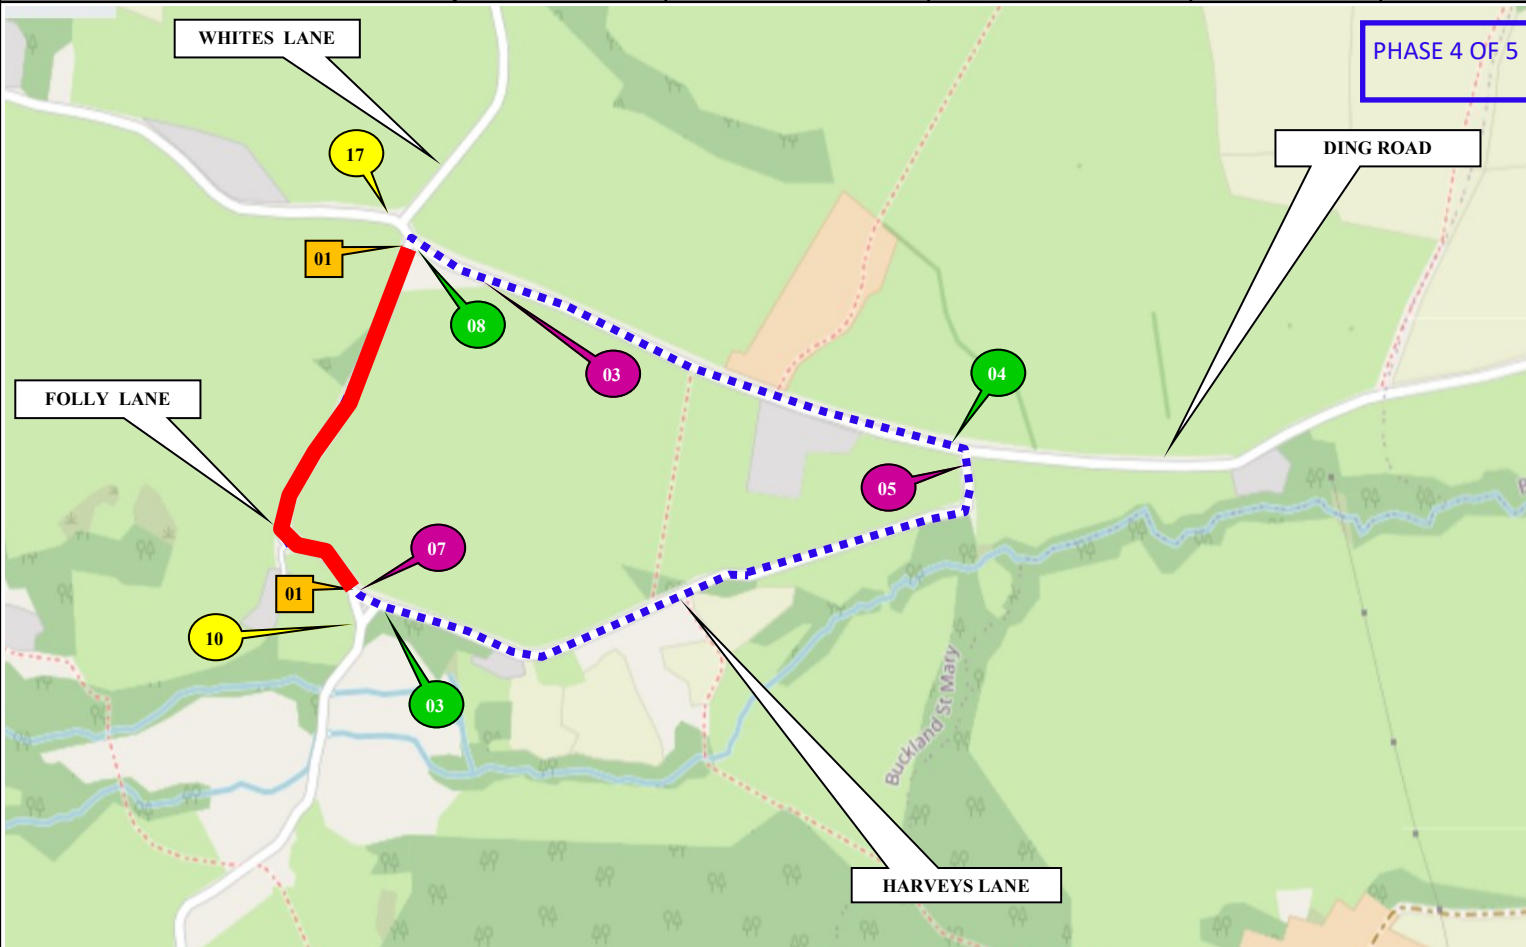 WHITES LANE
PHASE 4 OF 5
DING ROAD
17
01
08
03
04
FOLLY LANE
05
07
01
10
03
Buckland St Mary
HARVEYS LANE